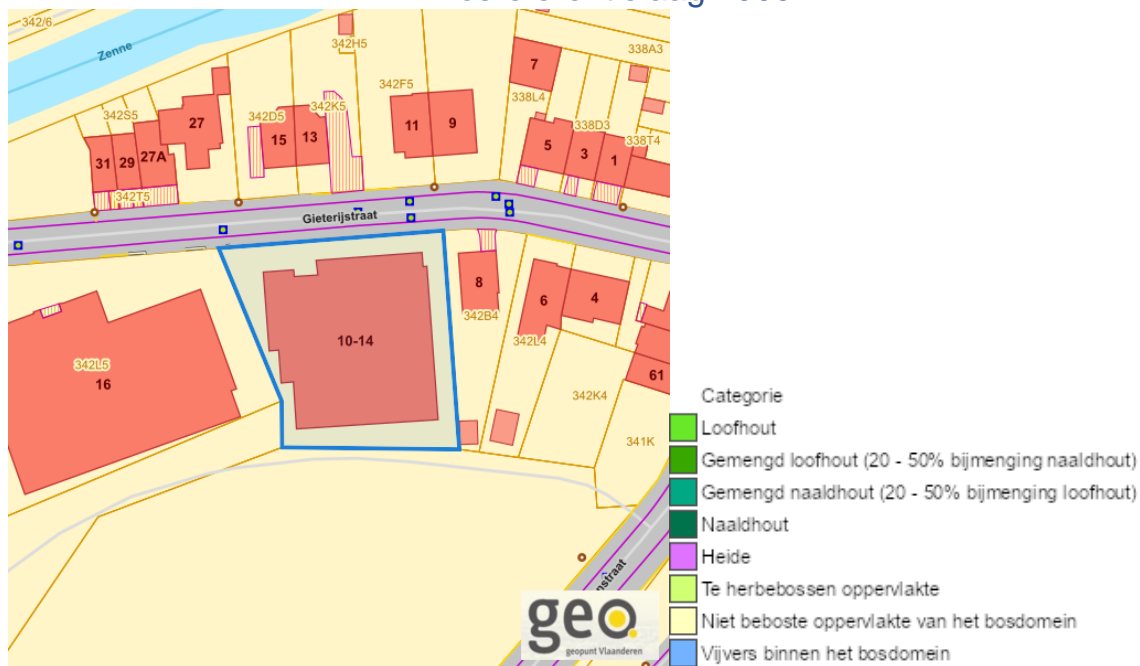 342/6
Zenne
342H5
338A3
7
342F5
338L4
342S5
27
342D5
342K5
15
13
11
9
338D3
338T4
5
3
1
31
29
27A
342T5
Gieterijstraat
8
342B4
6
4
342L4
10-14
342L5
16
61
342K4
341K
nstraat
geo
geopunt Vlaanderen
Categorie
Loofhout
Gemengd loofhout (20 - 50% bijmenging naaldhout)
Gemengd naaldhout (20 - 50% bijmenging loofhout)
Naaldhout
Heide
Te herbebossen oppervlakte
Niet beboste oppervlakte van het bosdomein
Vijvers binnen het bosdomein